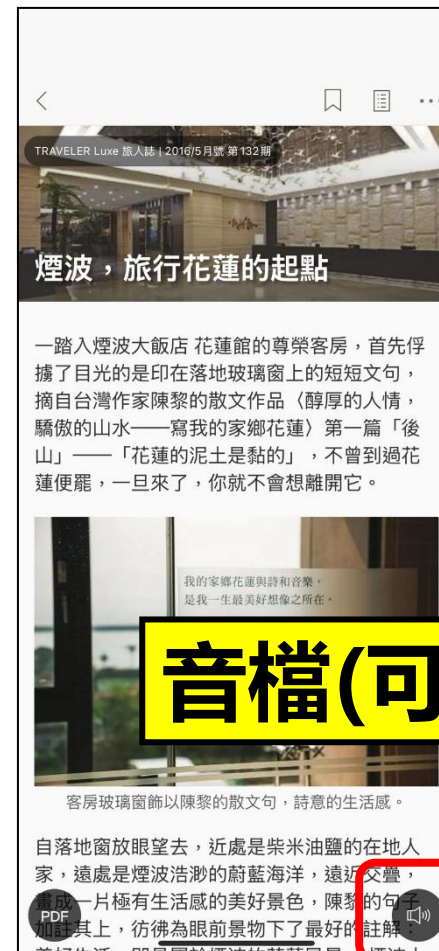 TRAVELER Luxe 旅人誌 | 2016/5月號 第132期
煙波，旅行花蓮的起點
一踏入煙波大飯店 花蓮館的尊榮客房，首先俘
擄了目光的是印在落地玻璃窗上的短短文句，
摘自台灣作家陳黎的散文作品〈醇厚的人情，
驕傲的山水——寫我的家鄉花蓮〉第一篇「後
山」——「花蓮的泥土是黏的」，不曾到過花
蓮便罷，一旦來了，你就不會想離開它。
我的家鄉花蓮與詩和音樂，
是我一生最美好想像之所在。
音檔(可
客房玻璃窗飾以陳黎的散文句，詩意的生活感。
自落地窗放眼望去，近處是柴米油鹽的在地人
家，遠處是煙波浩渺的蔚藍海洋，遠近交疊，
畫成一片極有生活感的美好景色，陳黎的句子
PDF
加註其上，彷彿為眼前景物下了最好的註解：